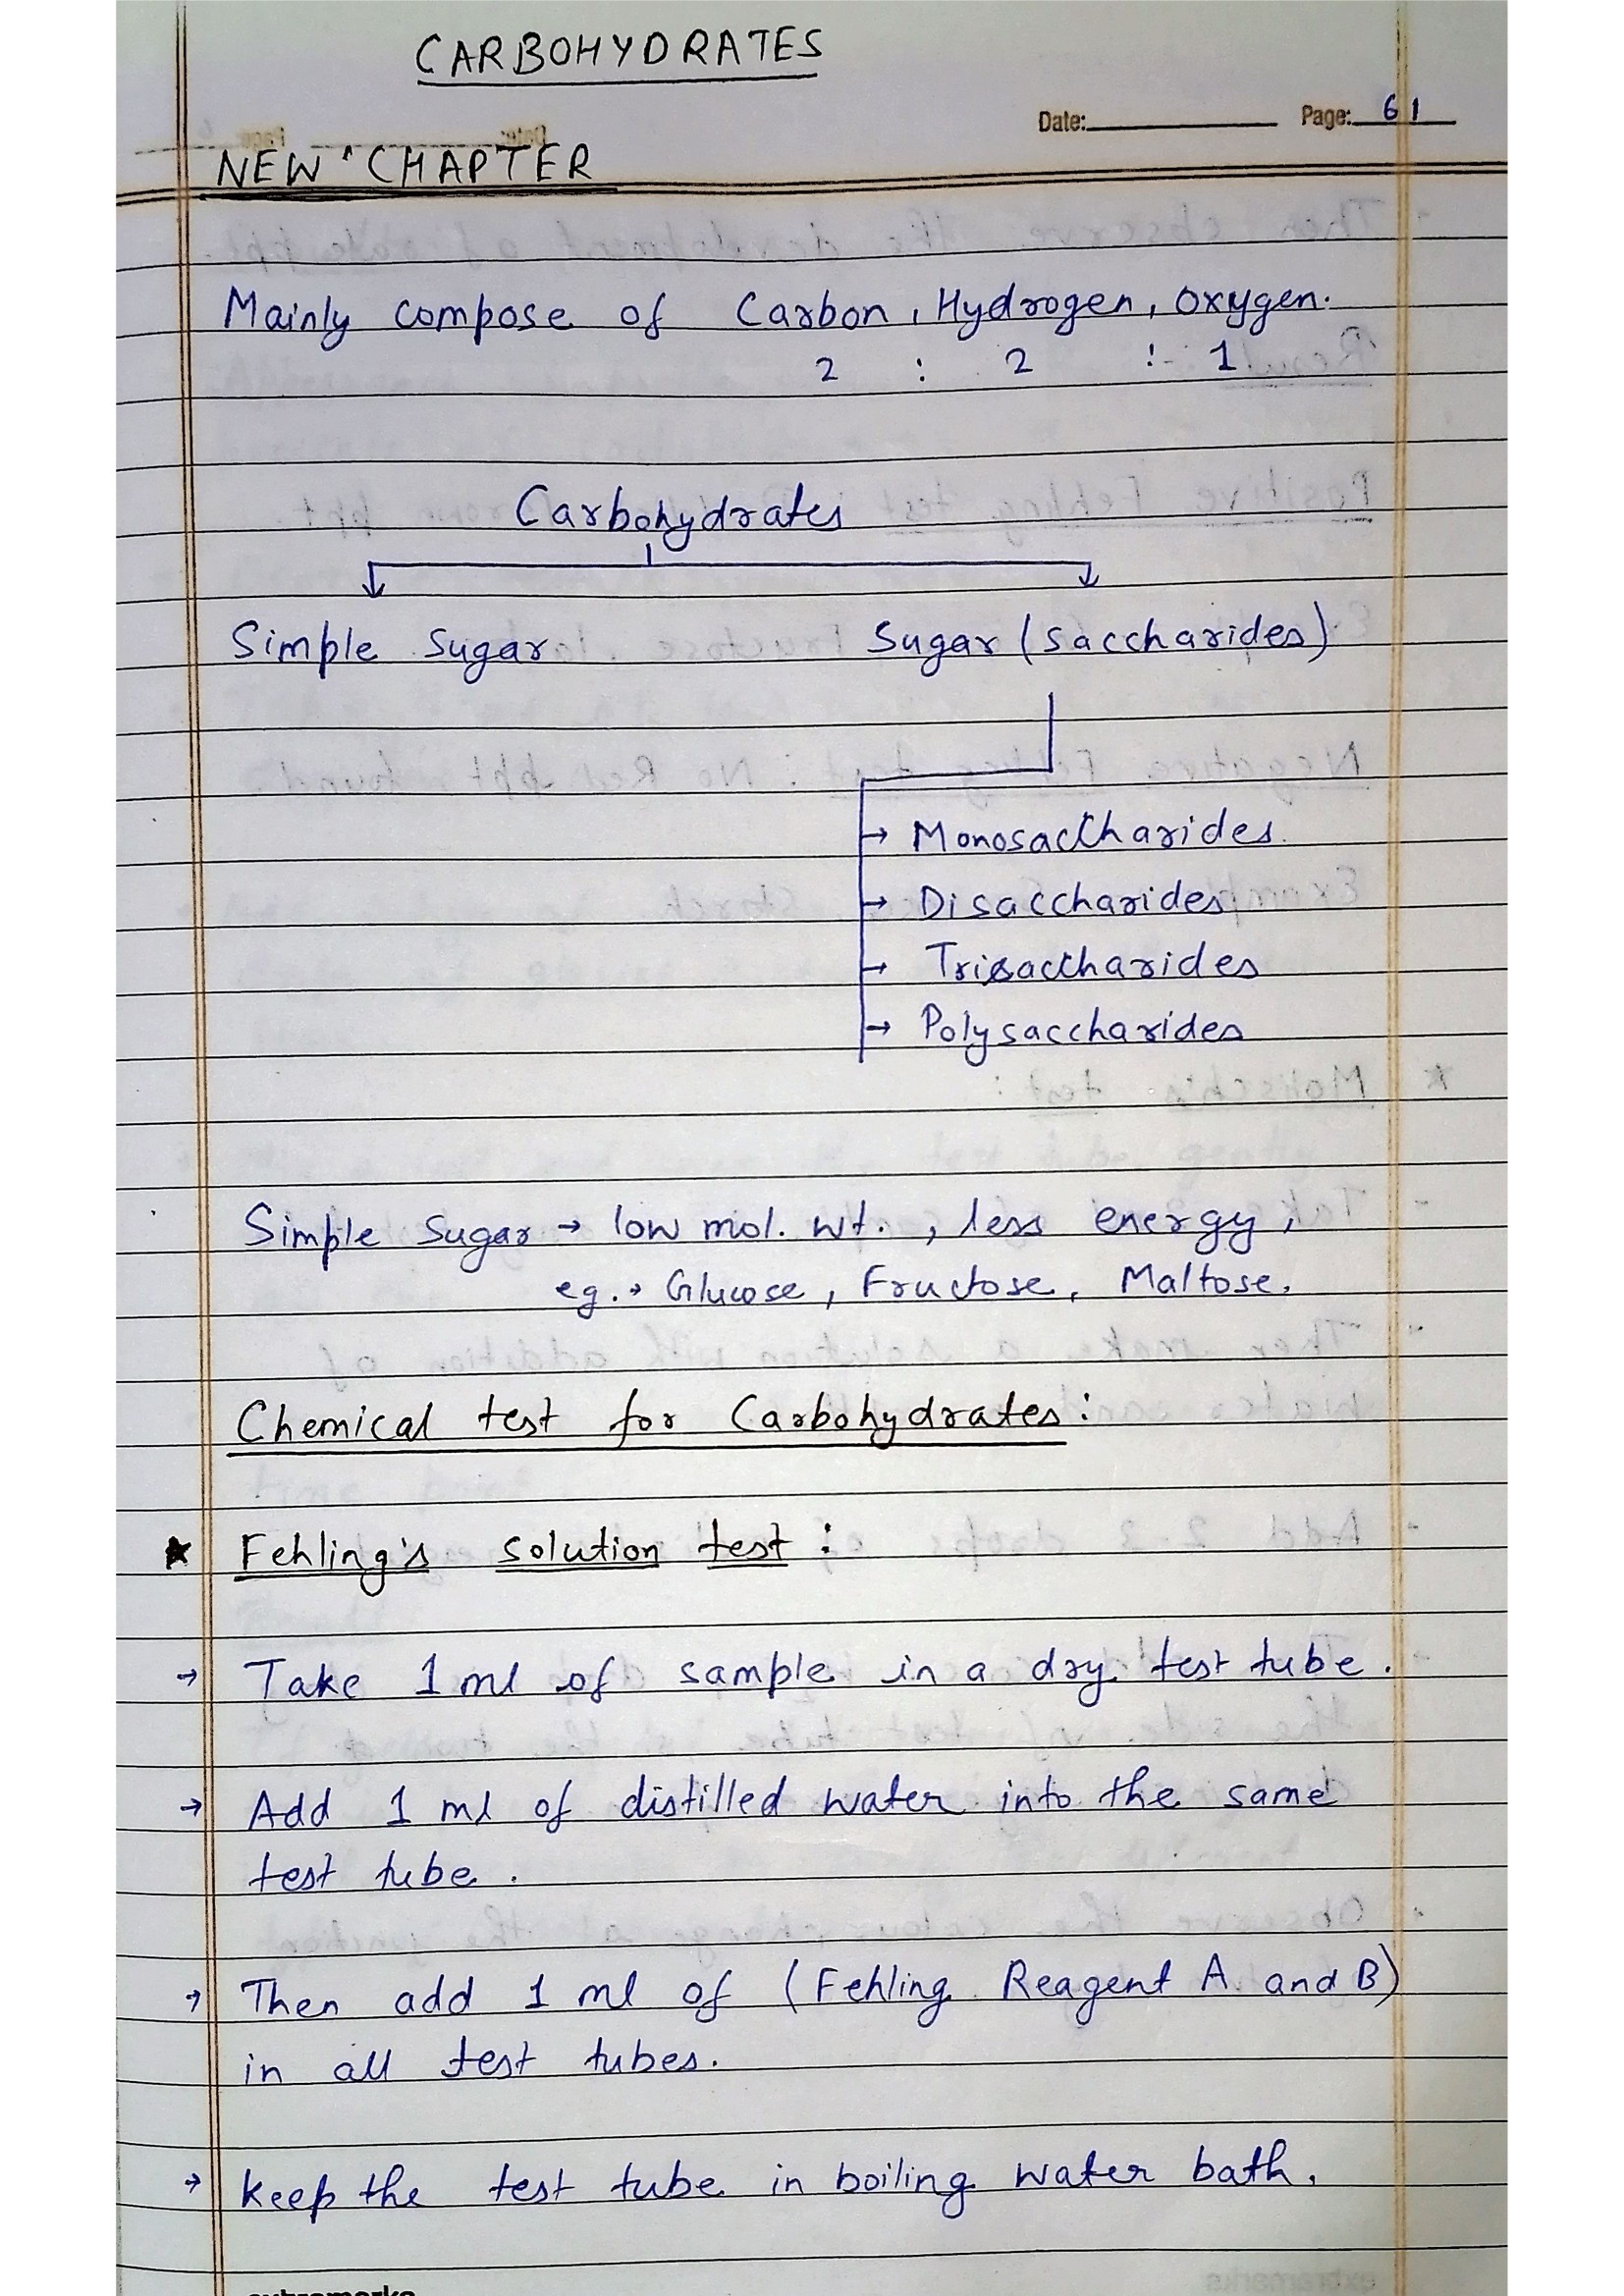 CARBOHYDRATES
Date: Page: 61
NEW CHAPTER
Mainly compose of Carbon, Hydrogen, Oxygen.
2 : 2 : 1
Carbohydrates
Simple Sugar Sugar (Saccharides)
→ Monosaccharides
→ Disaccharides
→ Trisaccharides
→ Polysaccharides
Simple Sugar → low mol. wt. , less energy,
eg.→ Glucose, Fructose, Maltose.
Chemical test for Carbohydrates:
★ Fehling's solution test :
→ Take 1 ml of sample in a dry test tube.
→ Add 1 ml of distilled water into the same
test tube.
→ Then add 1 ml of (Fehling Reagent A and B)
in all test tubes.
→ Keep the test tube in boiling water bath.
extramarks